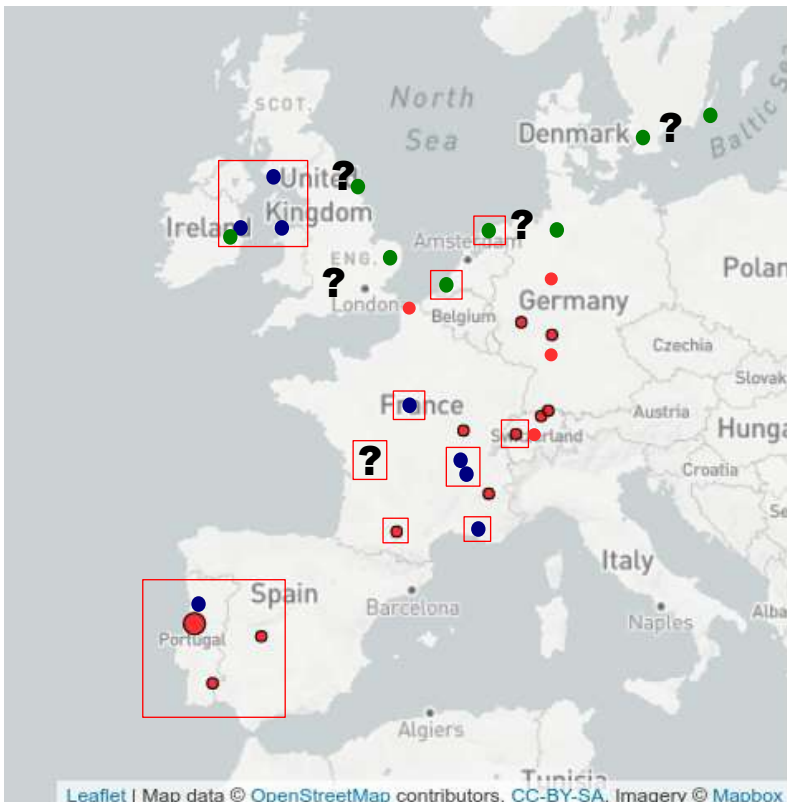 SCOT.
North
Sea
Denmark
?
Baltic Sea
?
United
Kingdom
Ireland
?
Amsterdam
ENG.
?
London
Belgium
Germany
Polan
Czechia
Slovak
France
Switzerland
Austria
Hunga
?
Croatia
Se
Spain
Italy
Barcelona
Portugal
Naples
Alba
Algiers
Tunisia
Leaflet | Map data © OpenStreetMap contributors, CC-BY-SA, Imagery © Mapbox